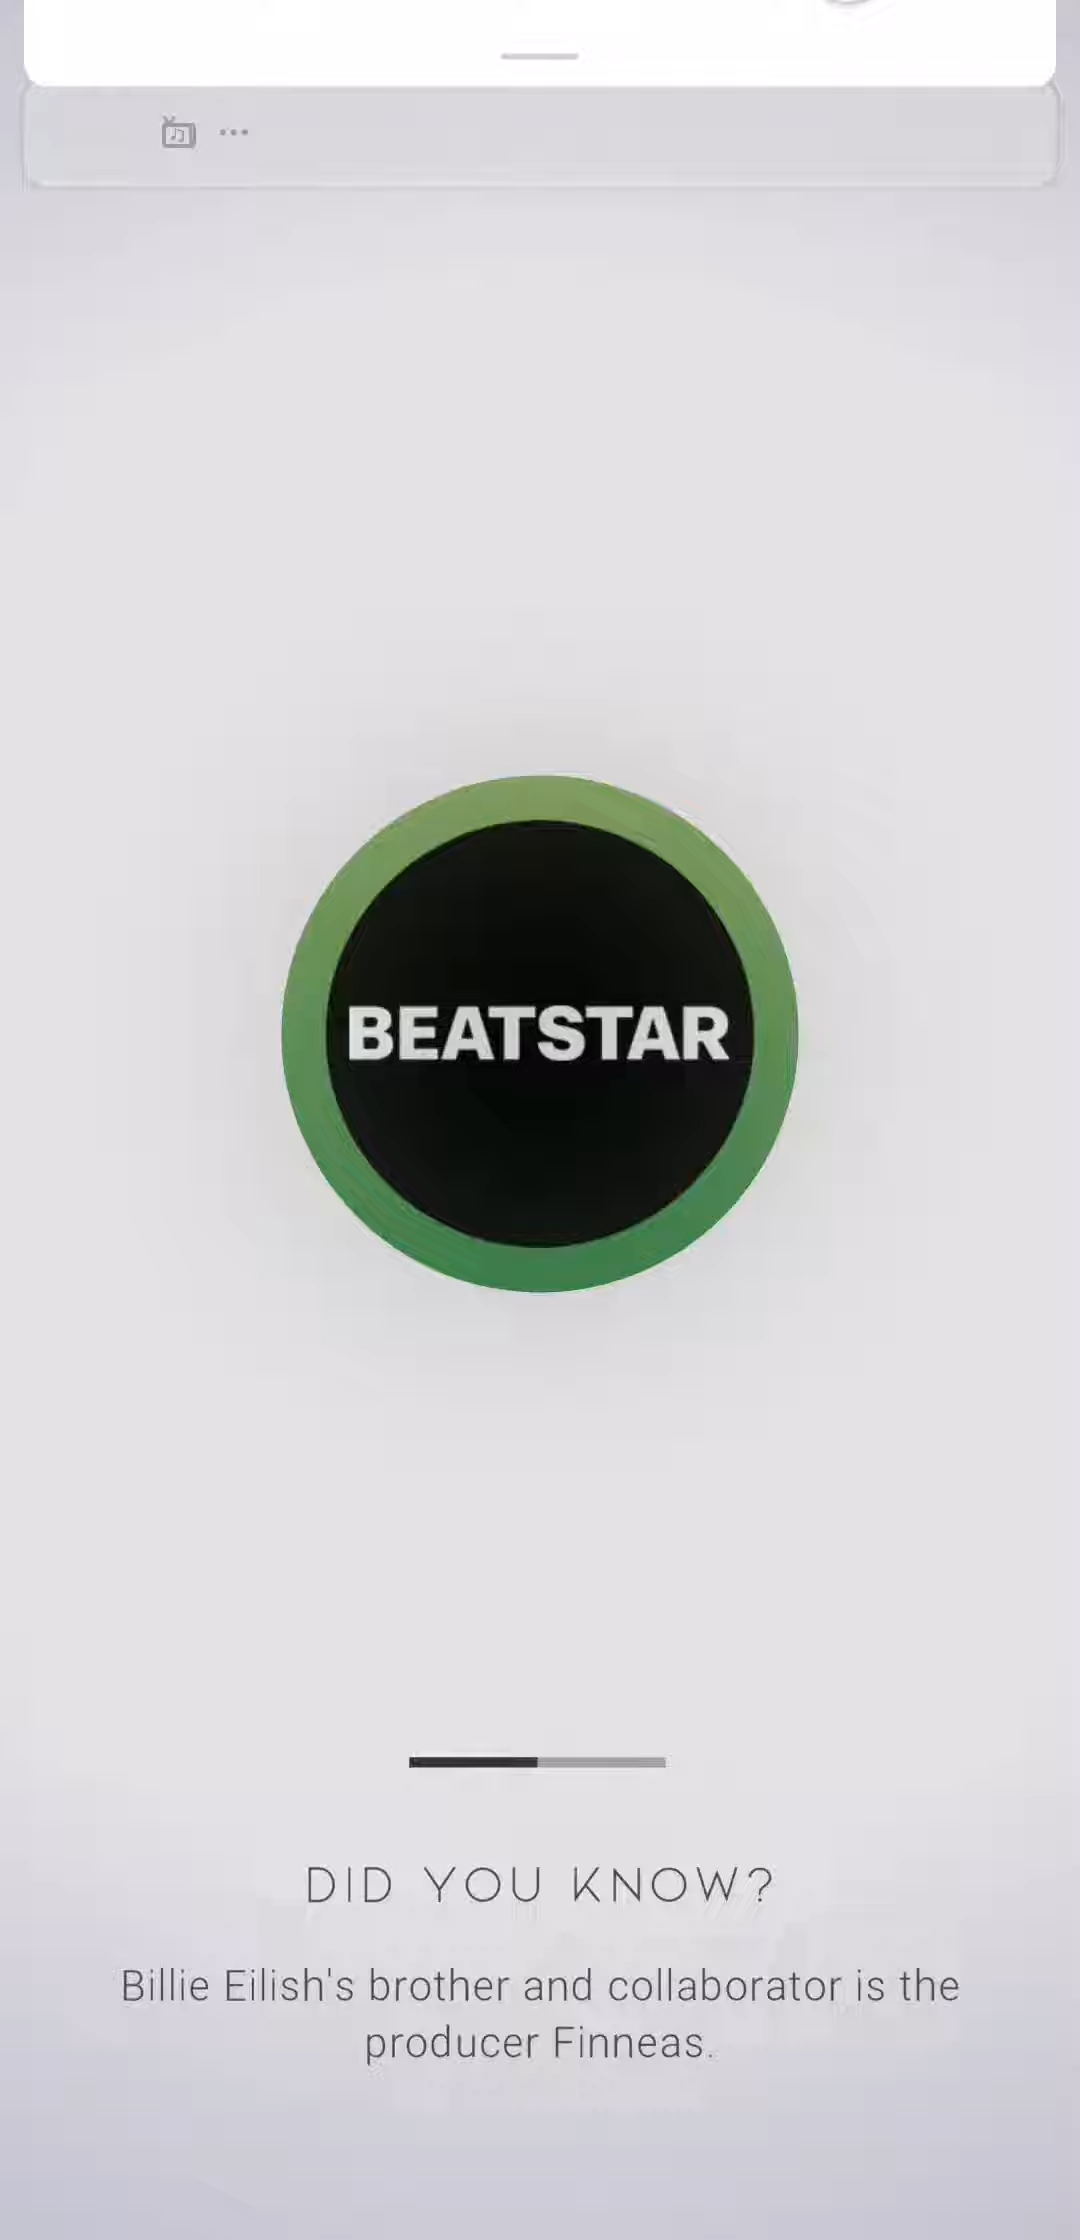 BEATSTAR
DID YOU KNOW?
Billie Eilish's brother and collaborator is the
producer Finneas.